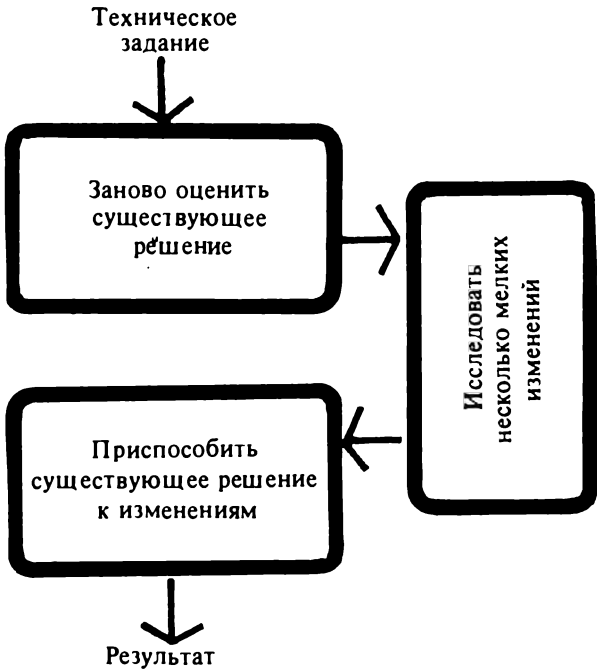 Техническое
задание
Заново оценить
существующее
решение
Исследовать
несколько мелких
изменений
Приспособить
существующее решение
к изменениям
Результат